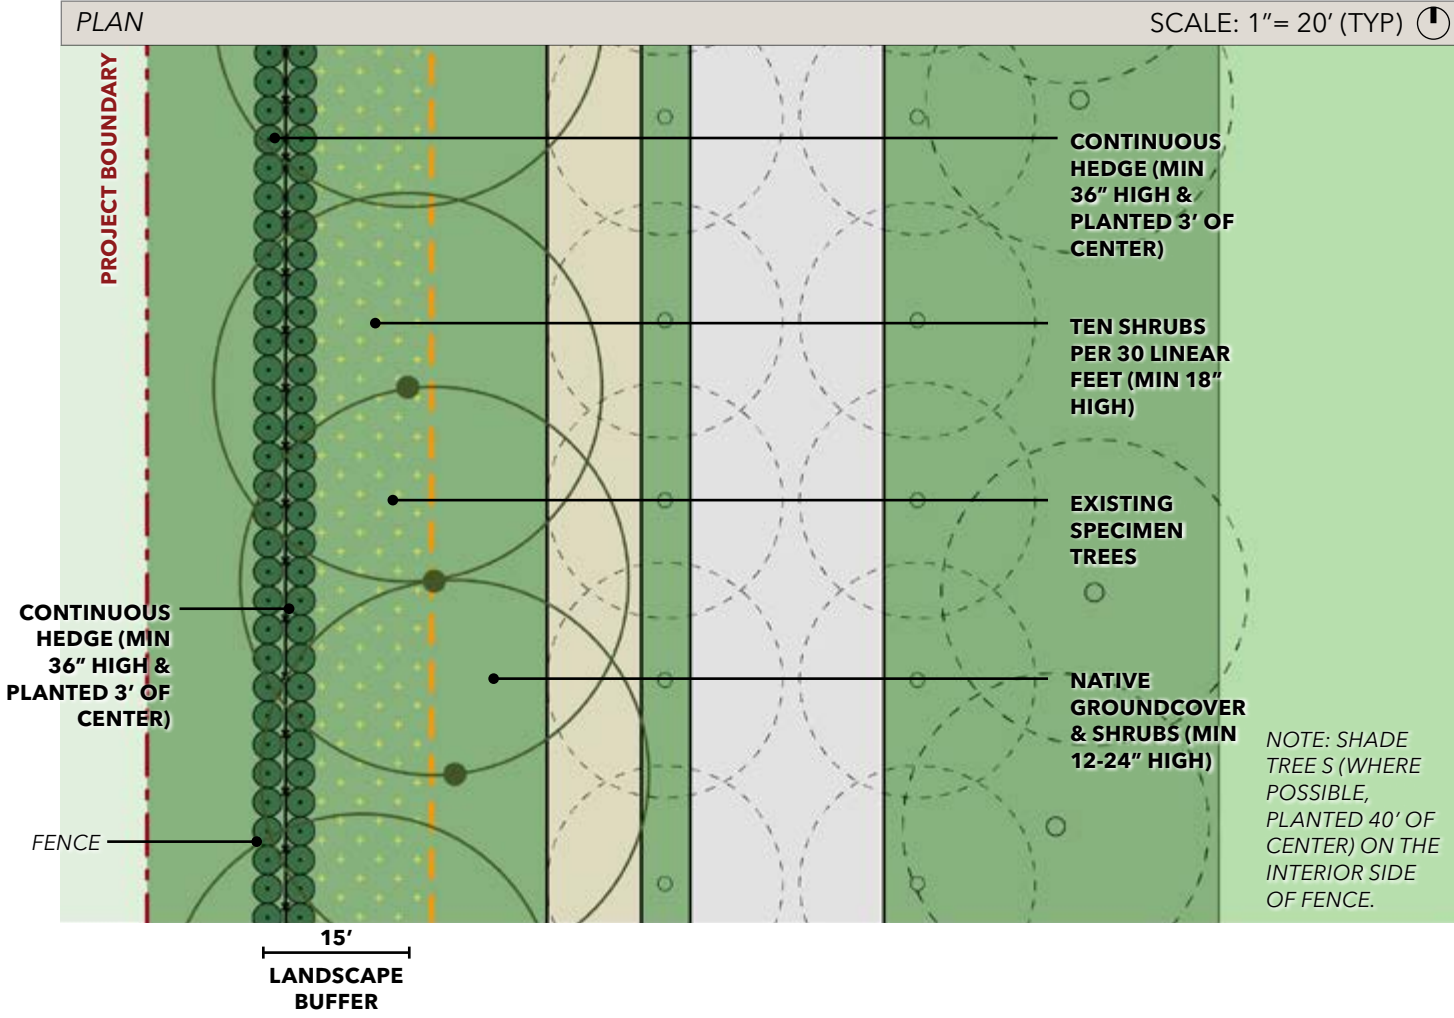 PLAN
SCALE: 1”= 20’ (TYP)
PROJECT BOUNDARY
CONTINUOUS
HEDGE (MIN
36” HIGH &
PLANTED 3’ OF
CENTER)
TEN SHRUBS
PER 30 LINEAR
FEET (MIN 18”
HIGH)
EXISTING
SPECIMEN
TREES
CONTINUOUS
HEDGE (MIN
36” HIGH &
PLANTED 3’ OF
CENTER)
NATIVE
GROUNDCOVER
& SHRUBS (MIN
12-24” HIGH)
NOTE: SHADE
TREE S (WHERE
POSSIBLE,
PLANTED 40’ OF
CENTER) ON THE
INTERIOR SIDE
OF FENCE.
FENCE
15’
LANDSCAPE
BUFFER